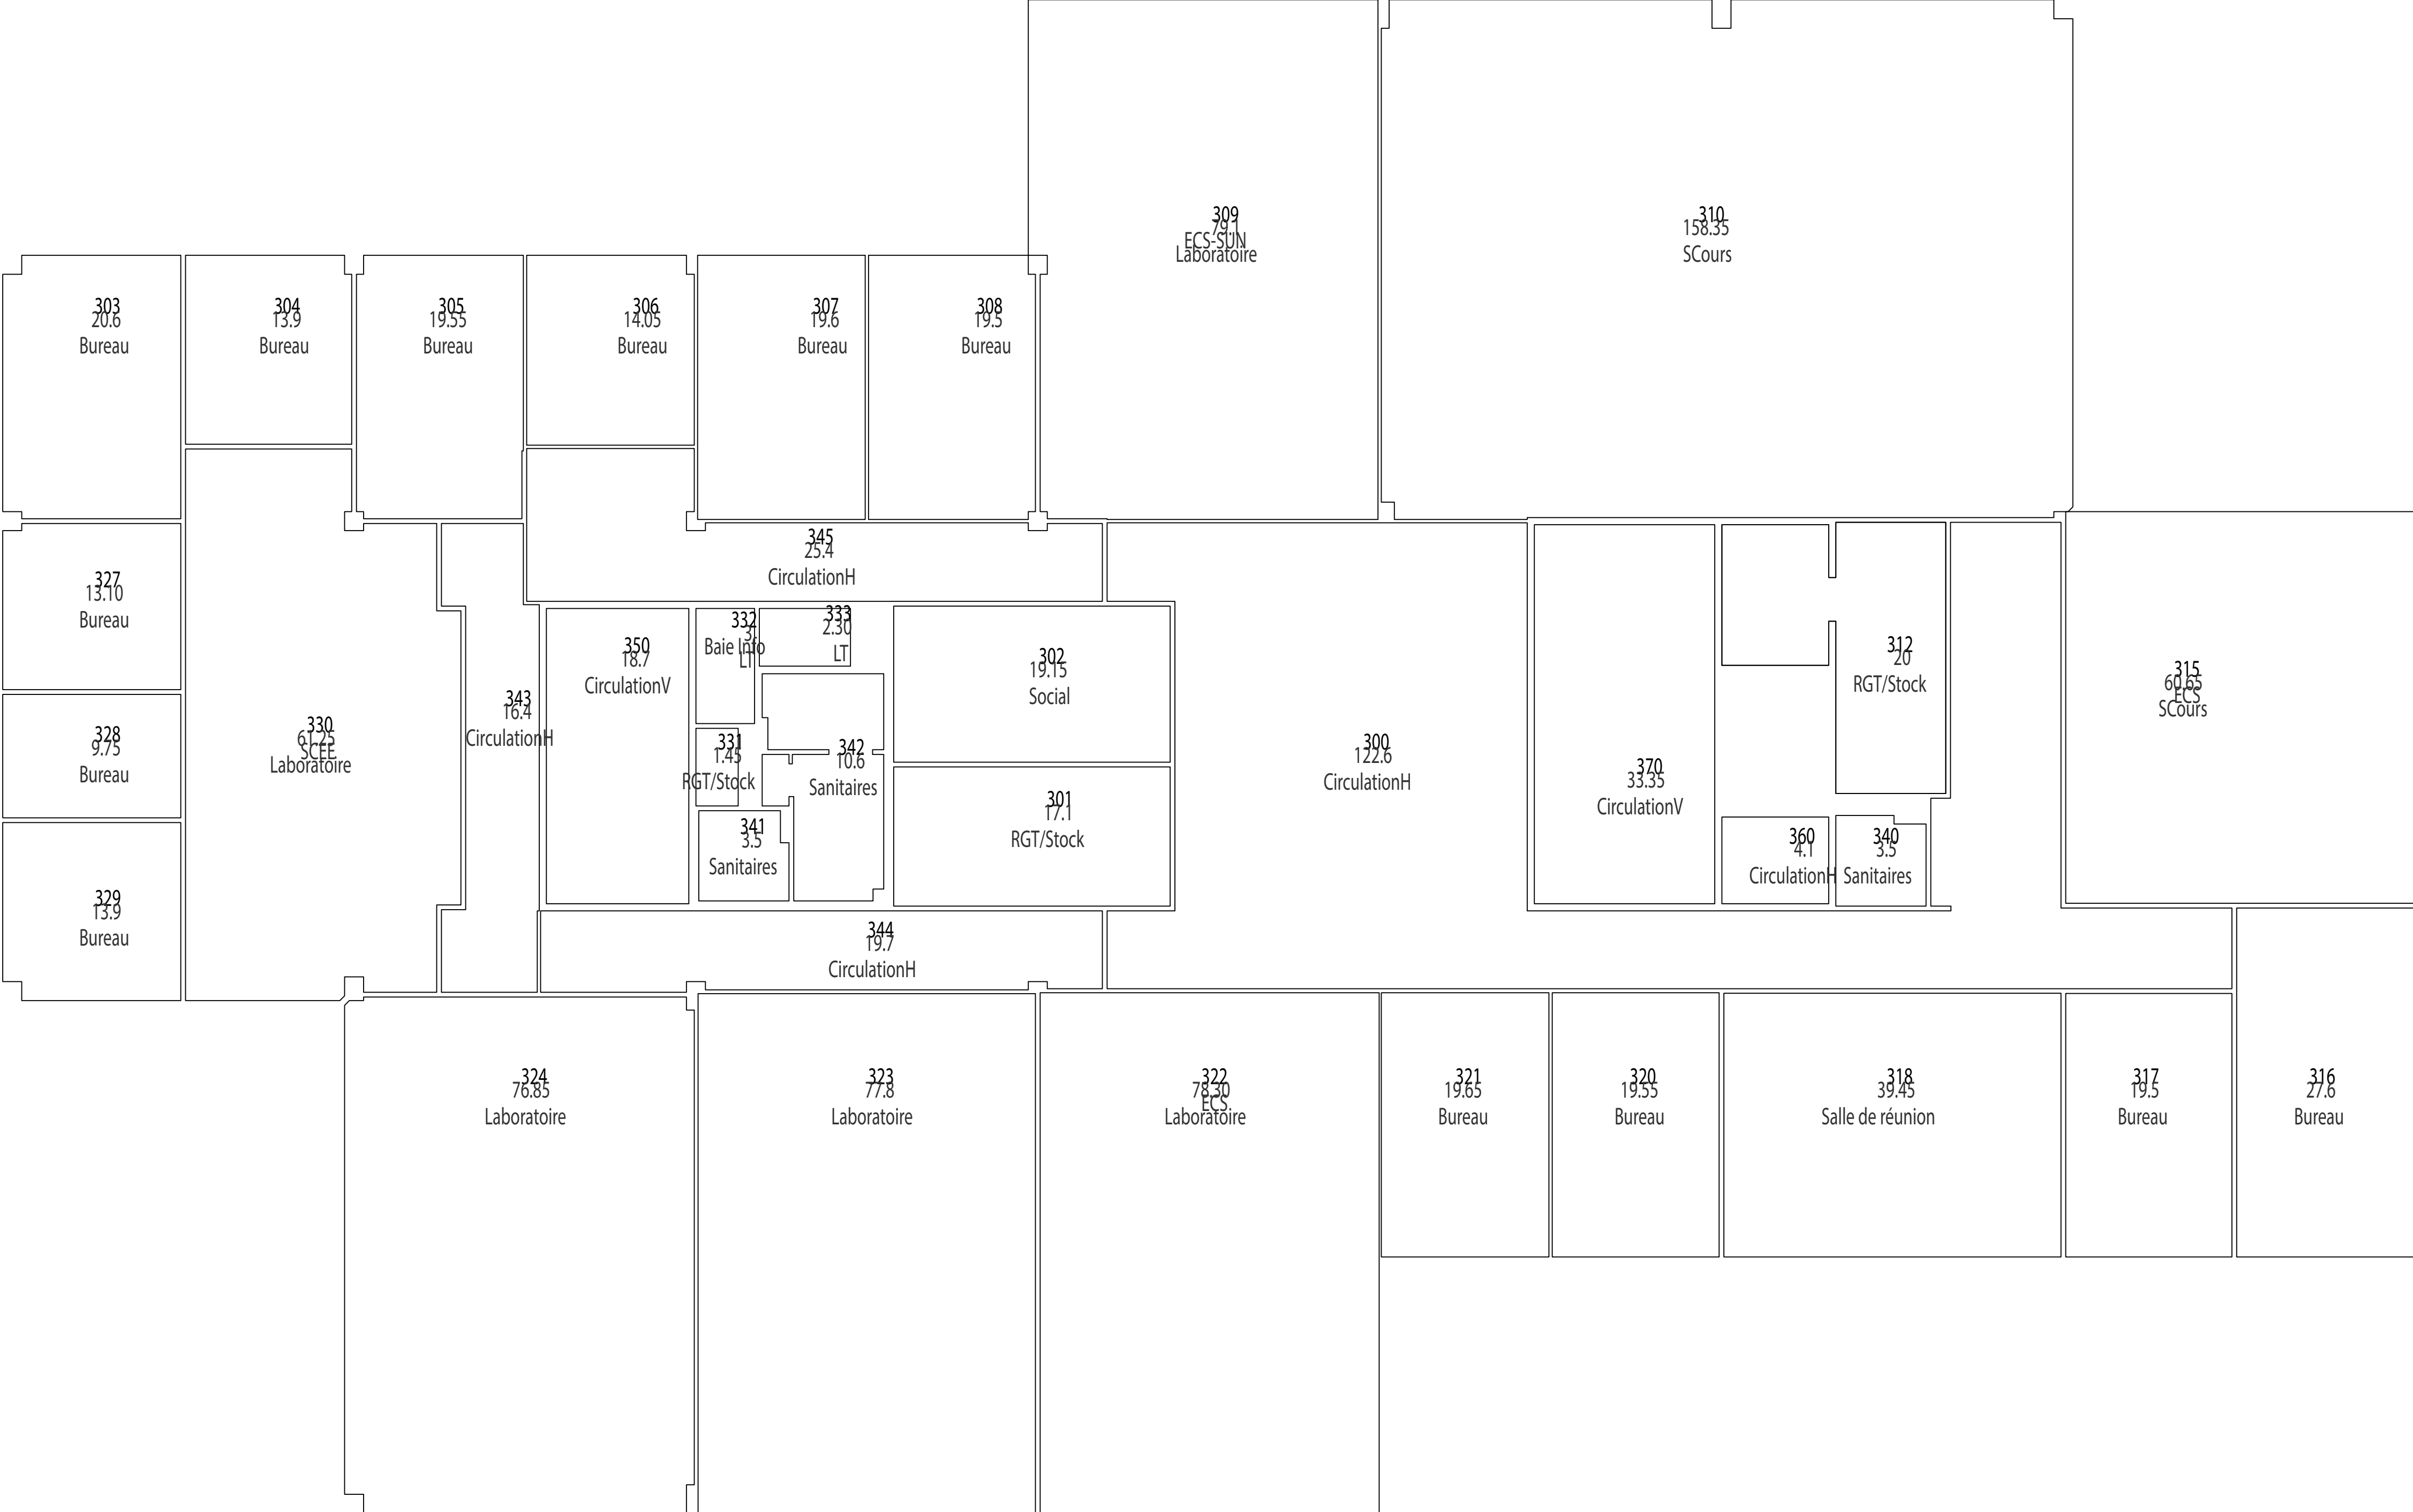 309
79.1
ECS-SUN
Laboratoire
310
158.35
SCours
303
20.6
Bureau
304
13.9
Bureau
305
19.55
Bureau
306
14.05
Bureau
307
19.6
Bureau
308
19.5
Bureau
345
25.4
CirculationH
327
13.10
Bureau
328
9.75
Bureau
329
13.9
Bureau
330
61.25
SCEE
Laboratoire
343
16.4
CirculationH
350
18.7
CirculationV
332
3
Baie Info
LT
333
2.30
LT
331
1.45
RGT/Stock
342
10.6
Sanitaires
341
3.5
Sanitaires
302
19.15
Social
301
17.1
RGT/Stock
300
122.6
CirculationH
370
33.35
CirculationV
312
20
RGT/Stock
360
4.1
CirculationH
340
3.5
Sanitaires
315
60.65
ECS
SCours
344
19.7
CirculationH
324
76.85
Laboratoire
323
77.8
Laboratoire
322
78.30
ECS
Laboratoire
321
19.65
Bureau
320
19.55
Bureau
318
39.45
Salle de réunion
317
19.5
Bureau
316
27.6
Bureau